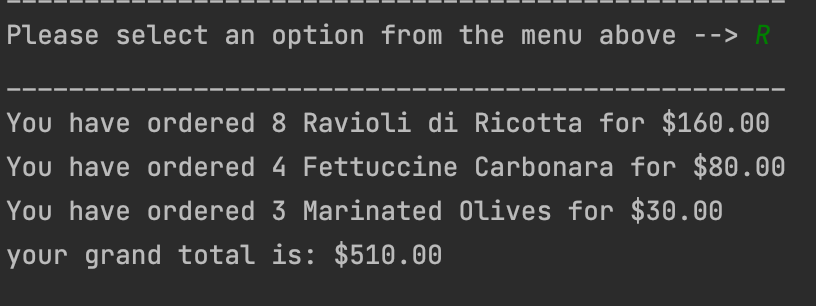 --------------------------------------------------
Please select an option from the menu above --> R
--------------------------------------------------
You have ordered 8 Ravioli di Ricotta for $160.00
You have ordered 4 Fettuccine Carbonara for $80.00
You have ordered 3 Marinated Olives for $30.00
your grand total is: $510.00